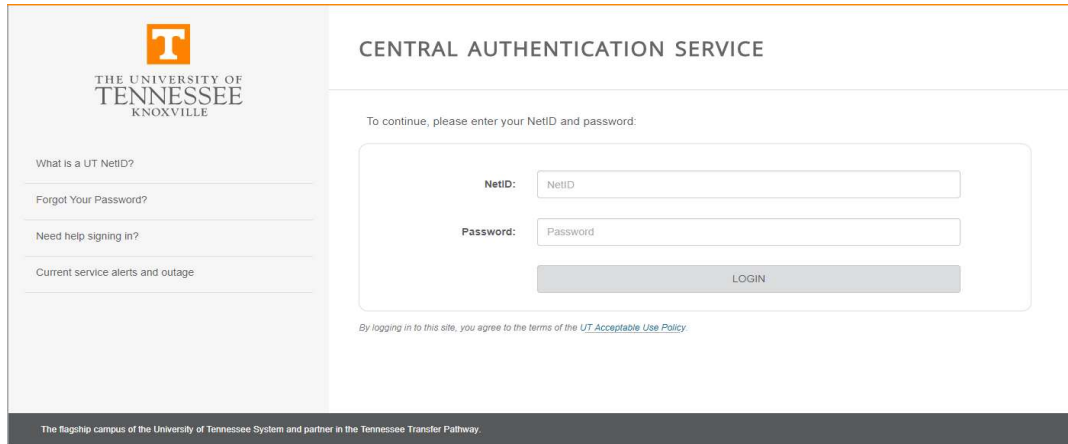 T
THE UNIVERSITY OF
TENNESSEE
KNOXVILLE
What is a UT NetID?
Forgot Your Password?
Need help signing in?
Current service alerts and outage
CENTRAL AUTHENTICATION SERVICE
To continue, please enter your NetID and password:
NetID: NetID
Password: Password
LOGIN
By logging in to this site, you agree to the terms of the UT Acceptable Use Policy.
The flagship campus of the University of Tennessee System and partner in the Tennessee Transfer Pathway.